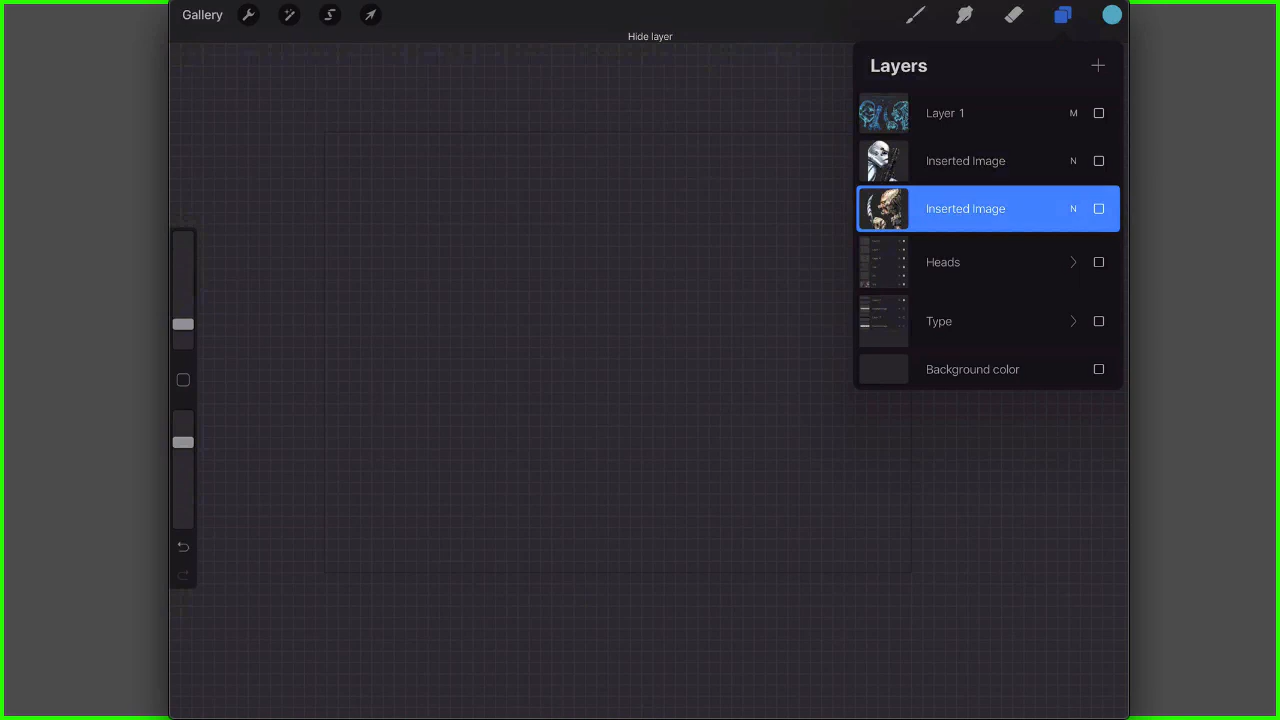 Gallery
Hide layer
Layers
Layer 1 M
Inserted Image N
Inserted Image N
Heads
Type
Background color